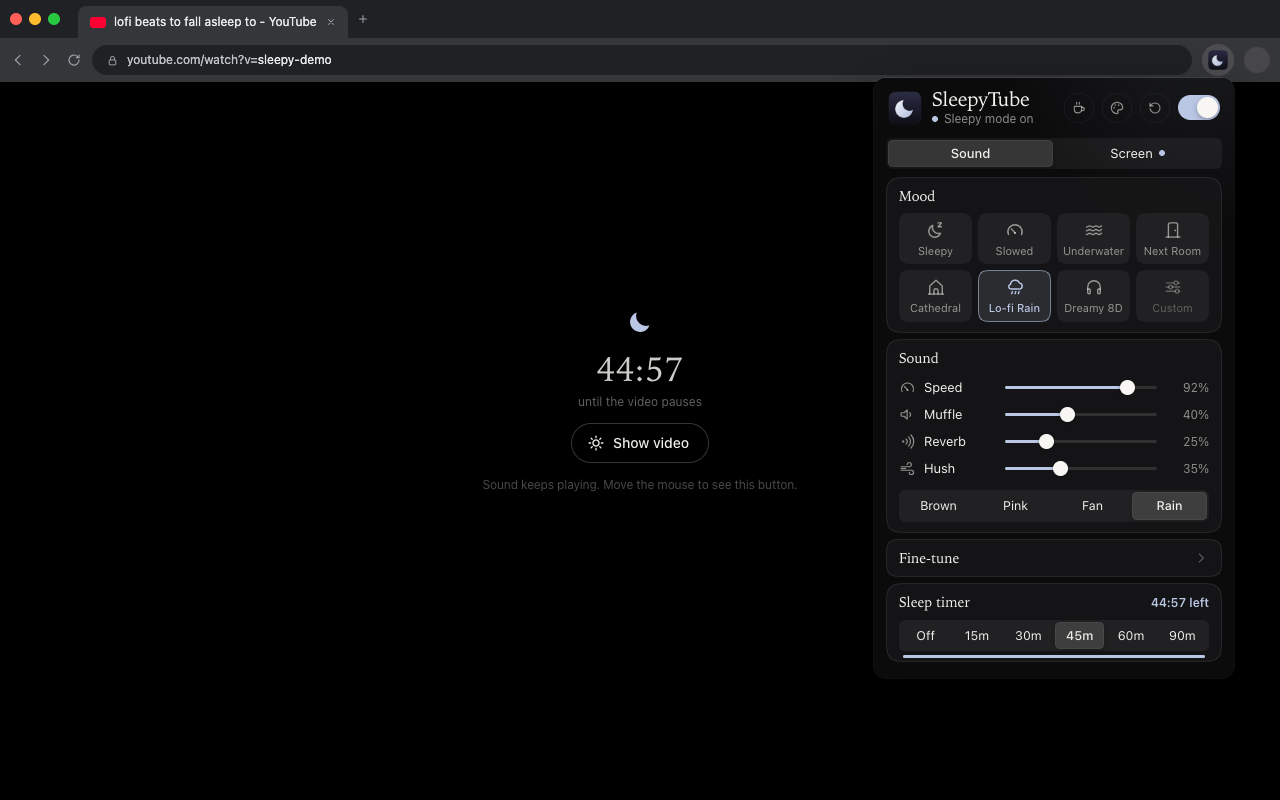 lofi beats to fall asleep to - YouTube
youtube.com/watch?v=sleepy-demo
SleepyTube
Sleepy mode on
Sound Screen
Mood
Sleepy Slowed Underwater Next Room
Cathedral Lo-fi Rain Dreamy 8D Custom
Sound
Speed 92%
Muffle 40%
Reverb 25%
Hush 35%
Brown Pink Fan Rain
Fine-tune
Sleep timer 44:57 left
Off 15m 30m 45m 60m 90m
44:57
until the video pauses
Show video
Sound keeps playing. Move the mouse to see this button.